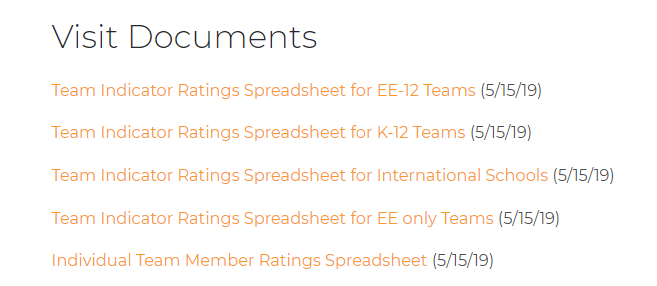 Visit Documents
Team Indicator Ratings Spreadsheet for EE-12 Teams (5/15/19)
Team Indicator Ratings Spreadsheet for K-12 Teams (5/15/19)
Team Indicator Ratings Spreadsheet for International Schools (5/15/19)
Team Indicator Ratings Spreadsheet for EE only Teams (5/15/19)
Individual Team Member Ratings Spreadsheet (5/15/19)